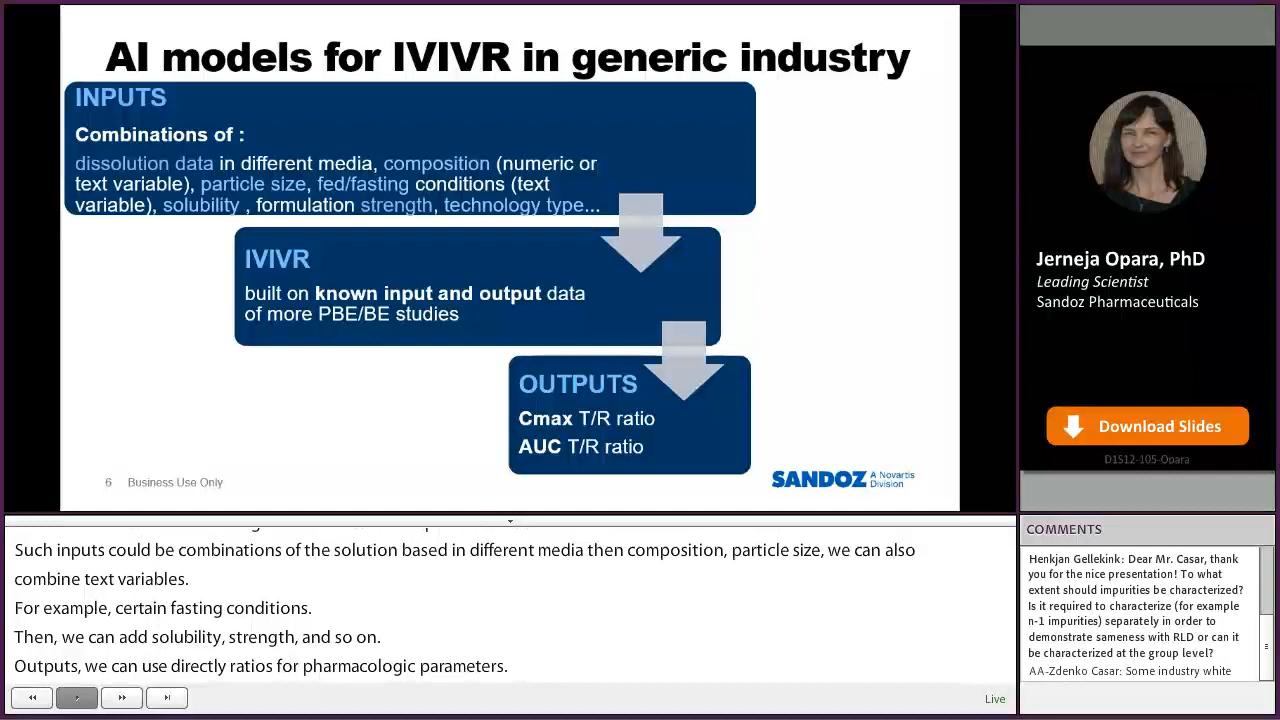 AI models for IVIVR in generic industry
INPUTS
Combinations of :
dissolution data in different media, composition (numeric or
text variable), particle size, fed/fasting conditions (text
variable), solubility , formulation strength, technology type...
IVIVR
built on known input and output data
of more PBE/BE studies
OUTPUTS
Cmax T/R ratio
AUC T/R ratio
6 Business Use Only
SANDOZ A Novartis
Division
Jerneja Opara, PhD
Leading Scientist
Sandoz Pharmaceuticals
Download Slides
D1S12-105-Opara
Such inputs could be combinations of the solution based in different media then composition, particle size, we can also
combine text variables.
For example, certain fasting conditions.
Then, we can add solubility, strength, and so on.
Outputs, we can use directly ratios for pharmacologic parameters.
Live
COMMENTS
Henkjan Gellekink: Dear Mr. Casar, thank
you for the nice presentation! To what
extent should impurities be characterized?
Is it required to characterize (for example
n-1 impurities) separately in order to
demonstrate sameness with RLD or can it
be characterized at the group level?
AA-Zdenko Casar: Some industry white